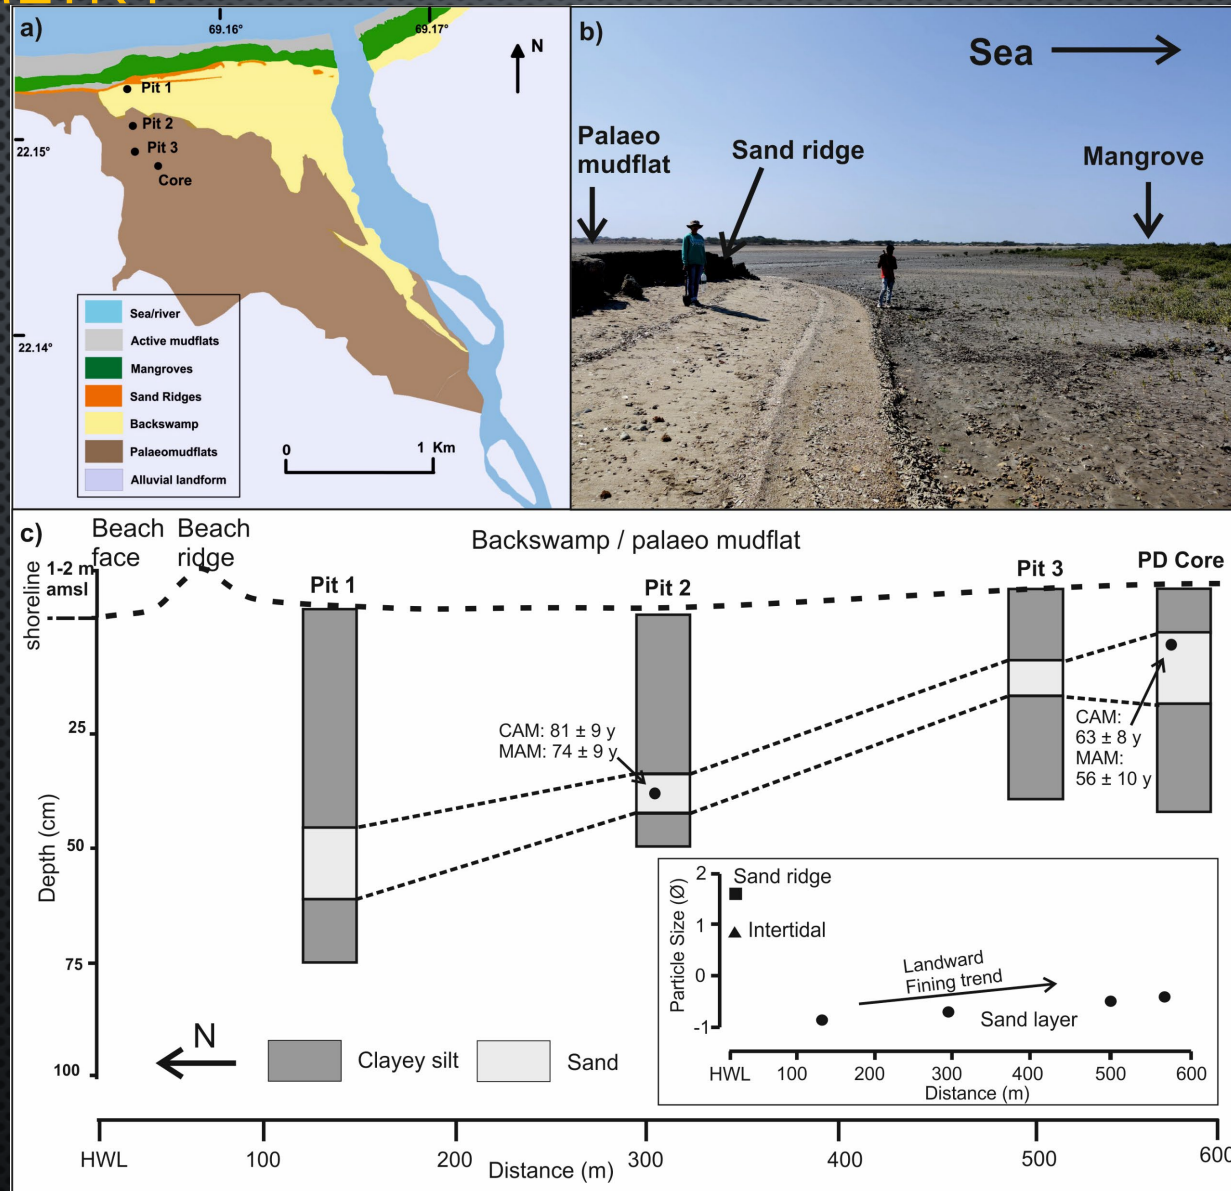 a)
69.16°
69.17°
N
Pit 1
Pit 2
22.15°
Pit 3
Core
22.14°
Sea/river
Active mudflats
Mangroves
Sand Ridges
Backswamp
Palaeomudflats
Alluvial landform
0
1 Km
b)
Sea
Palaeo
mudflat
Sand ridge
Mangrove
c)
Beach
face
Beach
ridge
Backswamp / palaeo mudflat
shoreline
1-2 m
amsl
Pit 1
Pit 2
Pit 3
PD Core
CAM: 81 ± 9 y
MAM: 74 ± 9 y
CAM:
63 ± 8 y
MAM:
56 ± 10 y
Depth (cm)
25
50
75
100
N
Clayey silt
Sand
Particle Size (Ø)
2
1
0
-1
Sand ridge
Intertidal
Landward
Fining trend
Sand layer
HWL 100 200 300 400 500 600
Distance (m)
HWL 100 200 300 400 500 600
Distance (m)